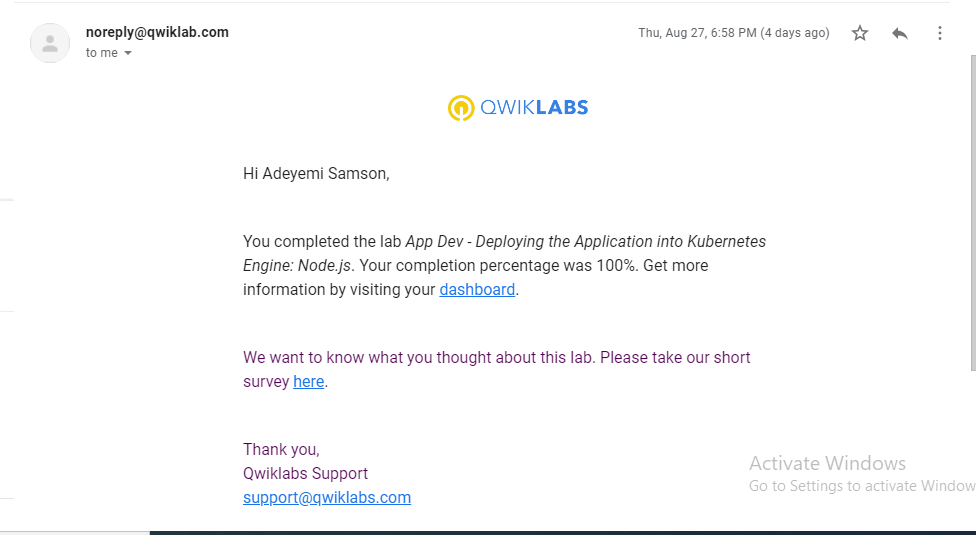 noreply@qwiklab.com
Thu, Aug 27, 6:58 PM (4 days ago)
to me
QWIKLABS
Hi Adeyemi Samson,
You completed the lab App Dev - Deploying the Application into Kubernetes
Engine: Node.js. Your completion percentage was 100%. Get more
information by visiting your dashboard.
We want to know what you thought about this lab. Please take our short
survey here.
Thank you,
Qwiklabs Support
support@qwiklabs.com
Activate Windows
Go to Settings to activate Window